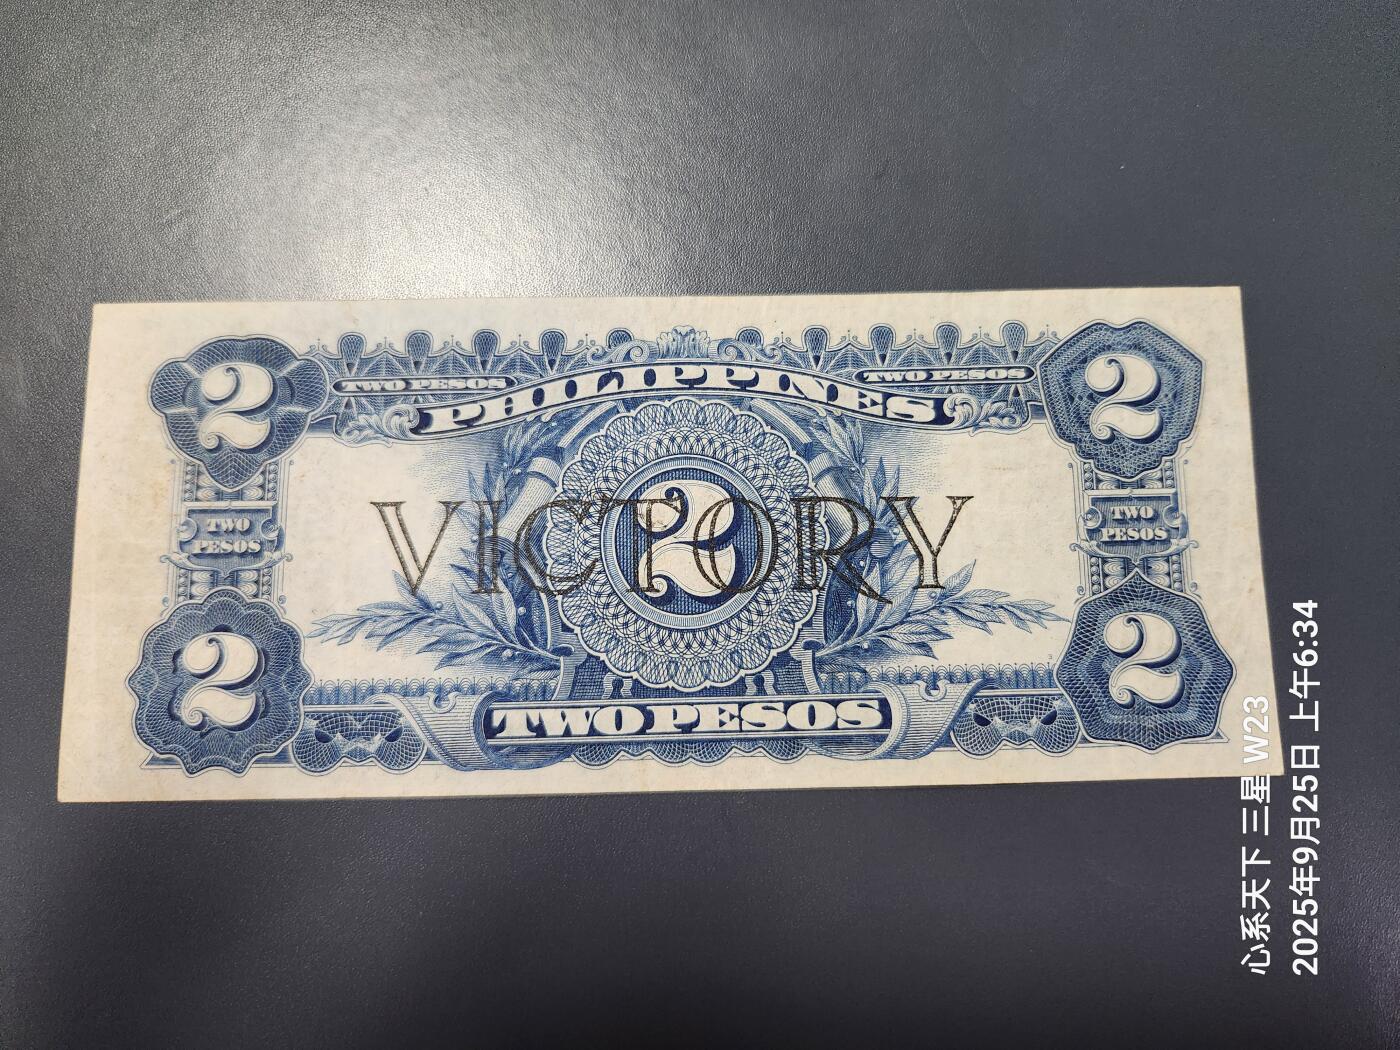 2
TWO PESOS
PHILIPPINES
TWO PESOS
2
TWO
PESOS
VICTORY
2
TWO
PESOS
3
2
TWO PESOS
2
心系天下 三星 W23
2025年9月25日 上午6:34